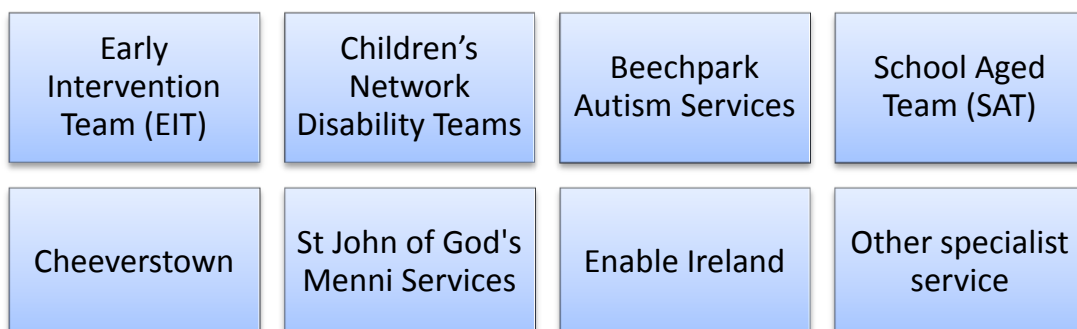 Early
Intervention
Team (EIT)
Children’s
Network
Disability Teams
Beechpark
Autism Services
School Aged
Team (SAT)
Cheeverstown
St John of God's
Menni Services
Enable Ireland
Other specialist
service